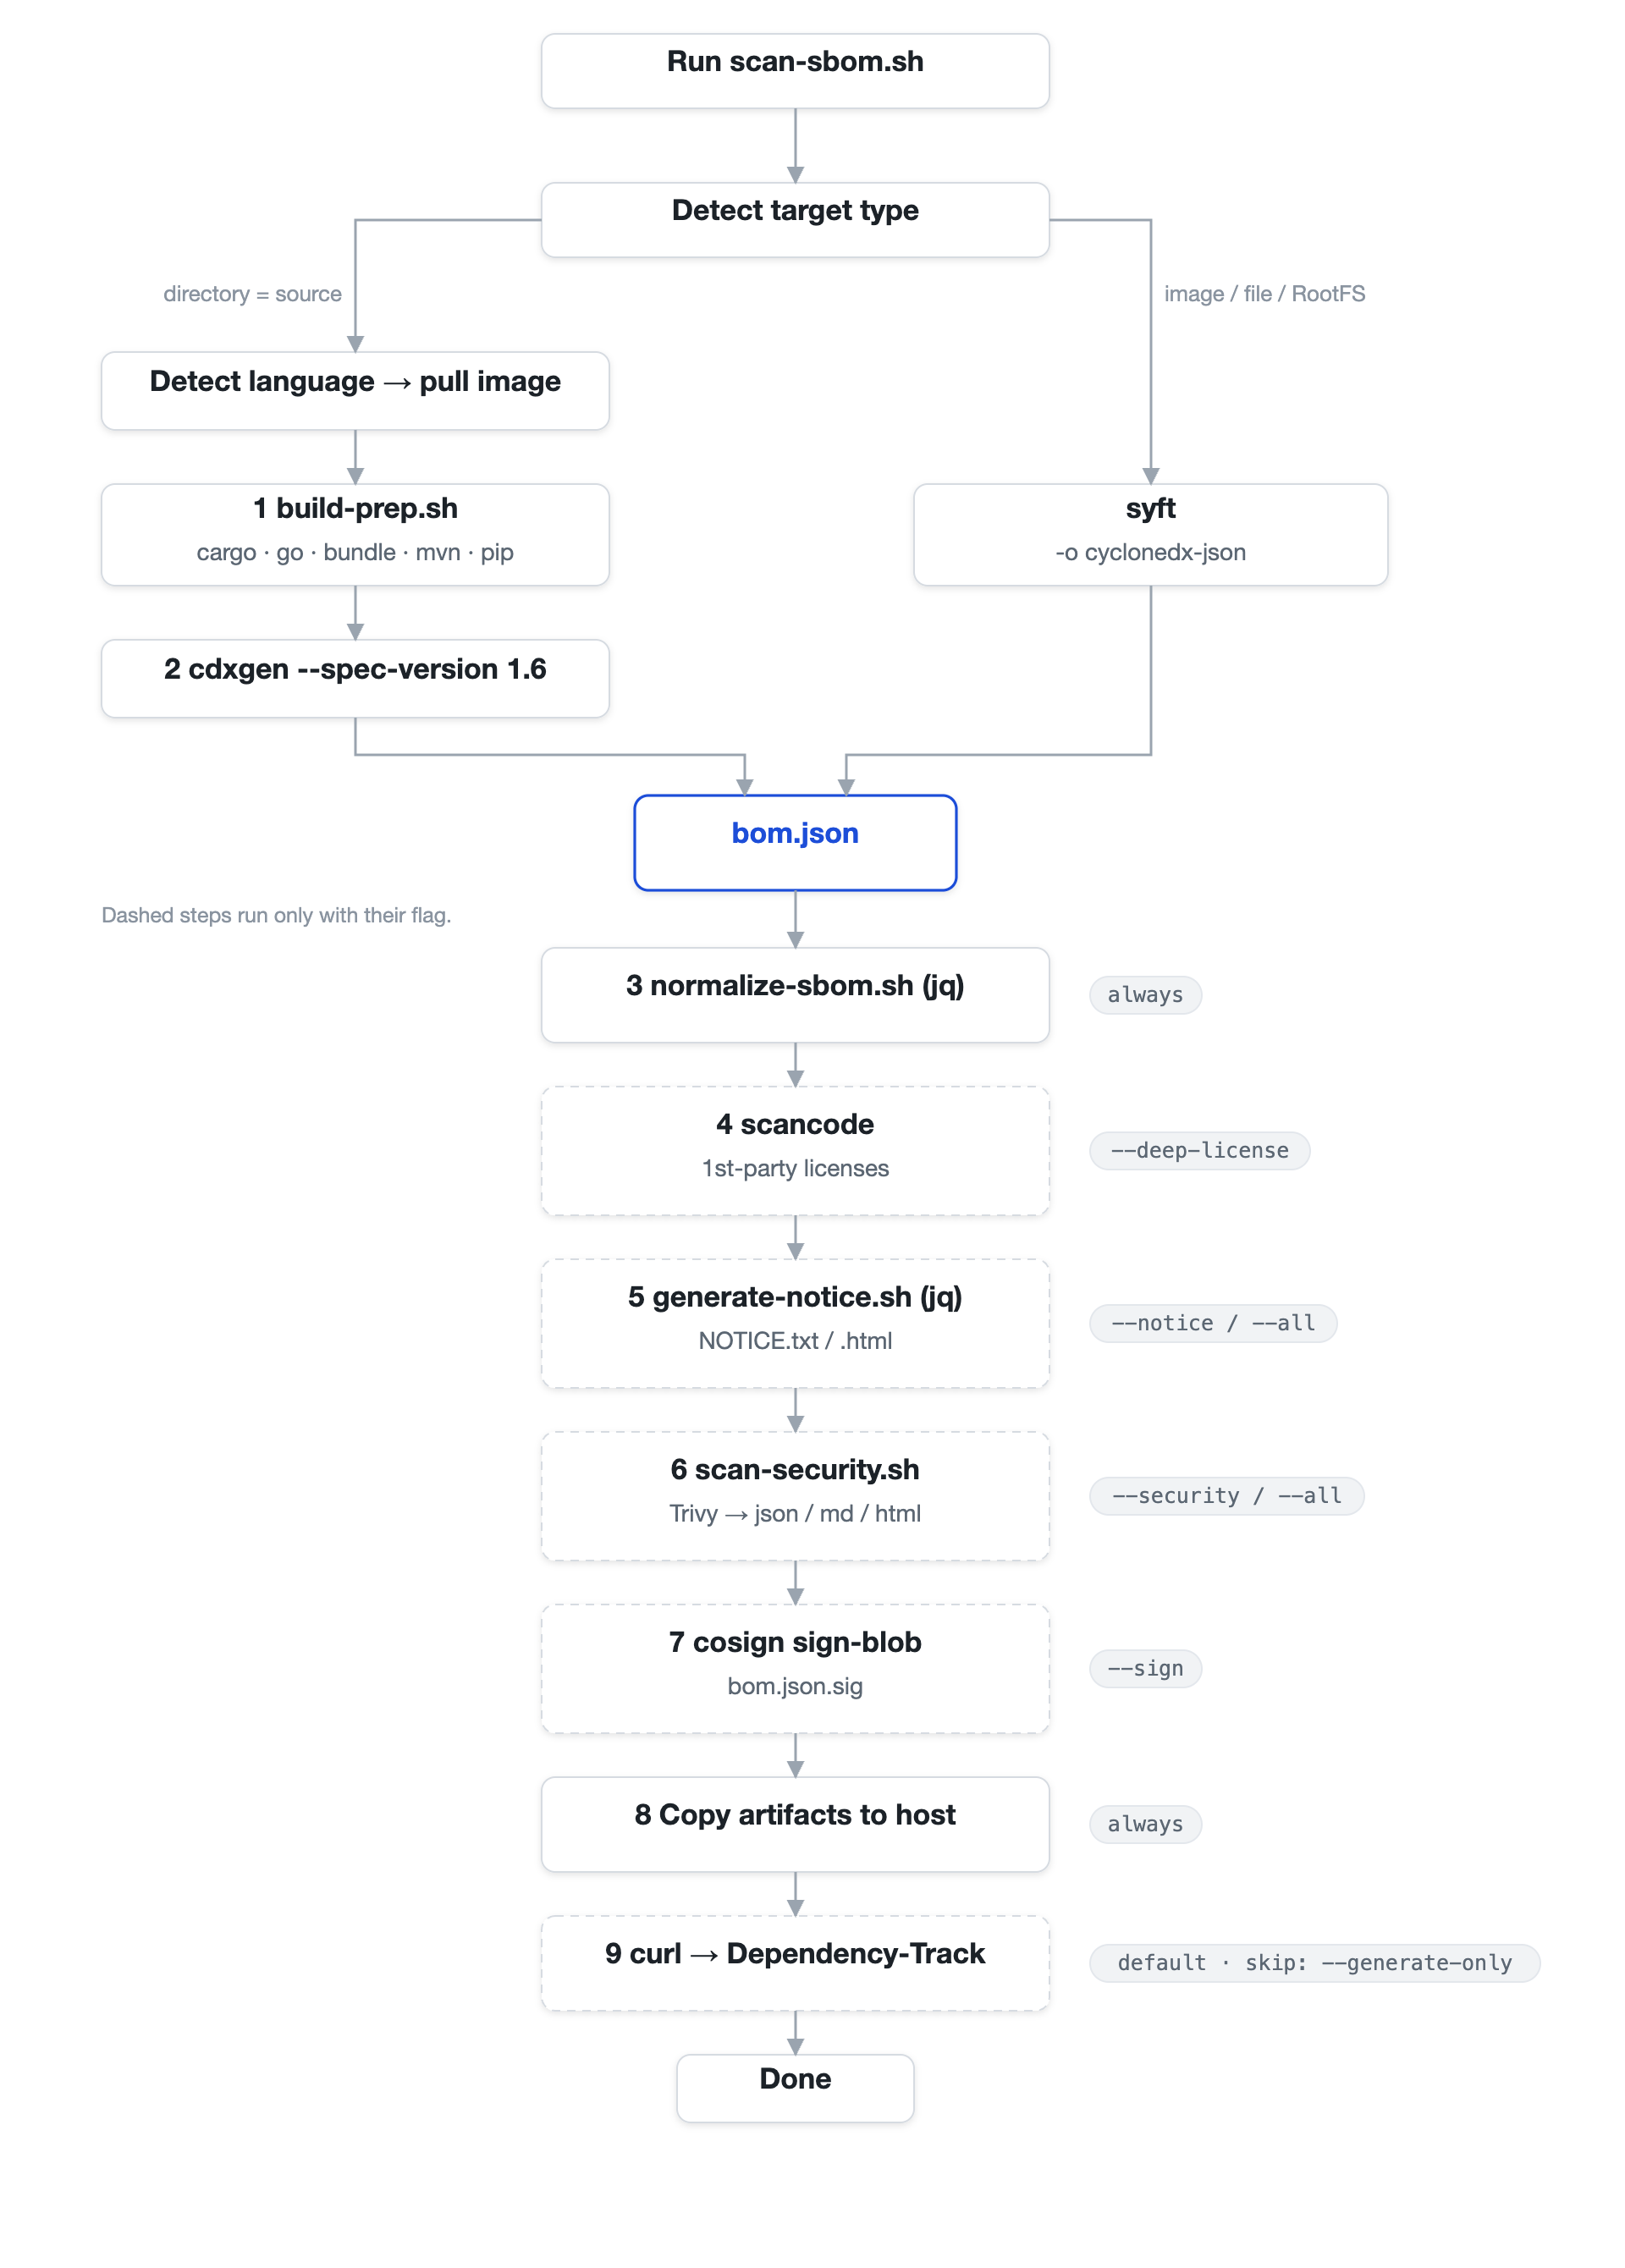 Run scan-sbom.sh
Detect target type
directory = source
image / file / RootFS
Detect language → pull image
1 build-prep.sh
cargo · go · bundle · mvn · pip
syft
-o cyclonedx-json
2 cdxgen --spec-version 1.6
bom.json
Dashed steps run only with their flag.
3 normalize-sbom.sh (jq)
always
4 scancode
1st-party licenses
--deep-license
5 generate-notice.sh (jq)
NOTICE.txt / .html
--notice / --all
6 scan-security.sh
Trivy → json / md / html
--security / --all
7 cosign sign-blob
bom.json.sig
--sign
8 Copy artifacts to host
always
9 curl → Dependency-Track
default · skip: --generate-only
Done